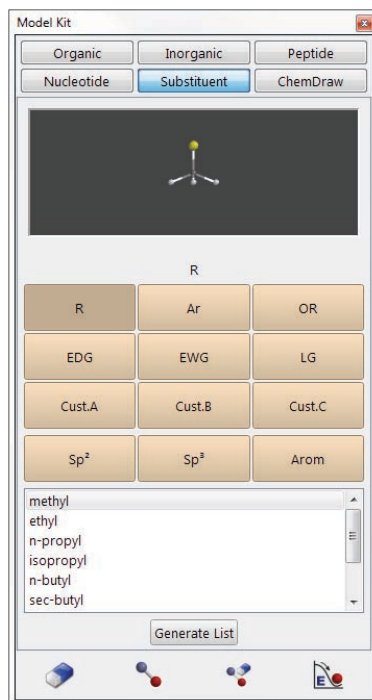 Model Kit
Organic Inorganic Peptide
Nucleotide Substituent ChemDraw
R
R Ar OR
EDG EWG LG
Cust.A Cust.B Cust.C
Sp² Sp³ Arom
methyl
ethyl
n-propyl
isopropyl
n-butyl
sec-butyl
Generate List
E